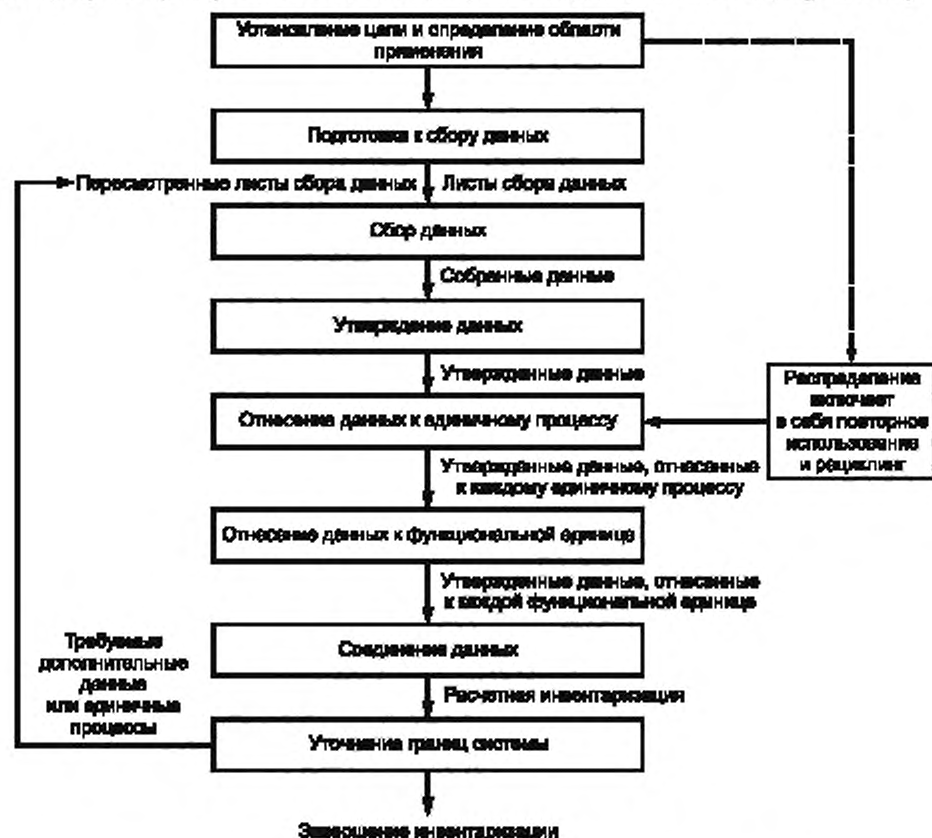 Установление цели и определение области
применения
Подготовка к сбору данных
Пересмотренные листы сбора данных
Листы сбора данных
Сбор данных
Собранные данные
Утверждение данных
Утвержденные данные
Распределение
включает
в себя повторное
использование
и рециклинг
Отнесение данных к единичному процессу
Утвержденные данные, отнесенные
к каждому единичному процессу
Отнесение данных к функциональной единице
Утвержденные данные, отнесенные
к каждой функциональной единице
Соединение данных
Требуемые
дополнительные
данные
или единичные
процессы
Расчетная инвентаризация
Уточнение границ системы
Завершение инвентаризации